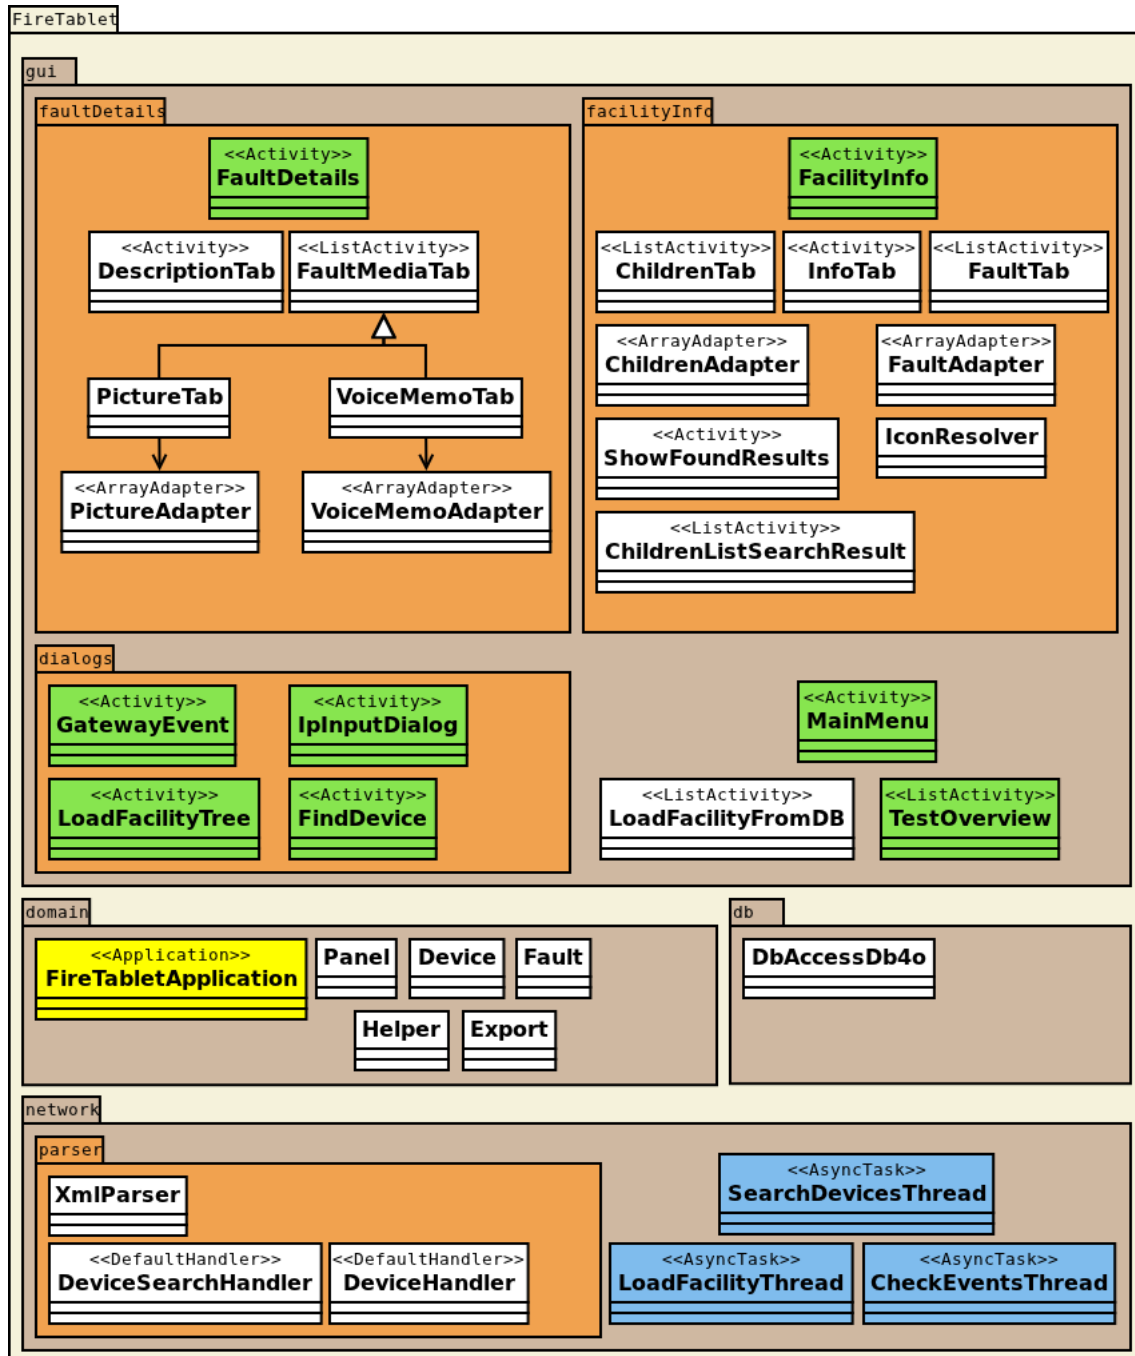 FireTablet
gui
faultDetails
<<Activity>>
FaultDetails
<<Activity>>
DescriptionTab
<<ListActivity>>
FaultMediaTab
PictureTab
VoiceMemoTab
<<ArrayAdapter>>
PictureAdapter
<<ArrayAdapter>>
VoiceMemoAdapter
facilityInfo
<<Activity>>
FacilityInfo
<<ListActivity>>
ChildrenTab
<<Activity>>
InfoTab
<<ListActivity>>
FaultTab
<<ArrayAdapter>>
ChildrenAdapter
<<ArrayAdapter>>
FaultAdapter
<<Activity>>
ShowFoundResults
IconResolver
<<ListActivity>>
ChildrenListSearchResult
dialogs
<<Activity>>
GatewayEvent
<<Activity>>
IpInputDialog
<<Activity>>
LoadFacilityTree
<<Activity>>
FindDevice
<<Activity>>
MainMenu
<<ListActivity>>
LoadFacilityFromDB
<<ListActivity>>
TestOverview
domain
<<Application>>
FireTabletApplication
Panel
Device
Fault
Helper
Export
db
DbAccessDb4o
network
parser
XmlParser
<<DefaultHandler>>
DeviceSearchHandler
<<DefaultHandler>>
DeviceHandler
<<AsyncTask>>
SearchDevicesThread
<<AsyncTask>>
LoadFacilityThread
<<AsyncTask>>
CheckEventsThread